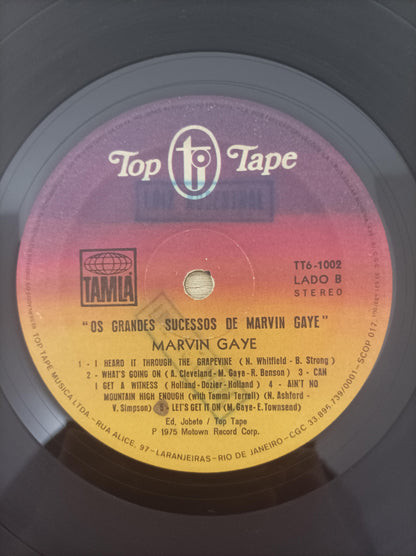 Top Tape
TAMLA
TT6-1002
LADO B
STEREO
"OS GRANDES SUCESSOS DE MARVIN GAYE"
MARVIN GAYE
1 - I HEARD IT THROUGH THE GRAPEVINE (N. Whitfield - B. Strong)
2 - WHAT'S GOING ON (A. Cleveland - M. Gaye - R. Benson) 3 - CAN
I GET A WITNESS (Holland - Dozier - Holland) 4 - AIN'T NO
MOUNTAIN HIGH ENOUGH (with Tammi Terrell) (N. Ashford -
V. Simpson) 5 - LET'S GET IT ON (M. Gaye - E. Townsend)
Ed, Jobete / Top Tape
P 1975 Motown Record Corp.
TOP TAPE MUSICA LTDA. - RUA ALICE, 97 - LARANJEIRAS - RIO DE JANEIRO - CGC 33 895 739/0001 - SCDP 017